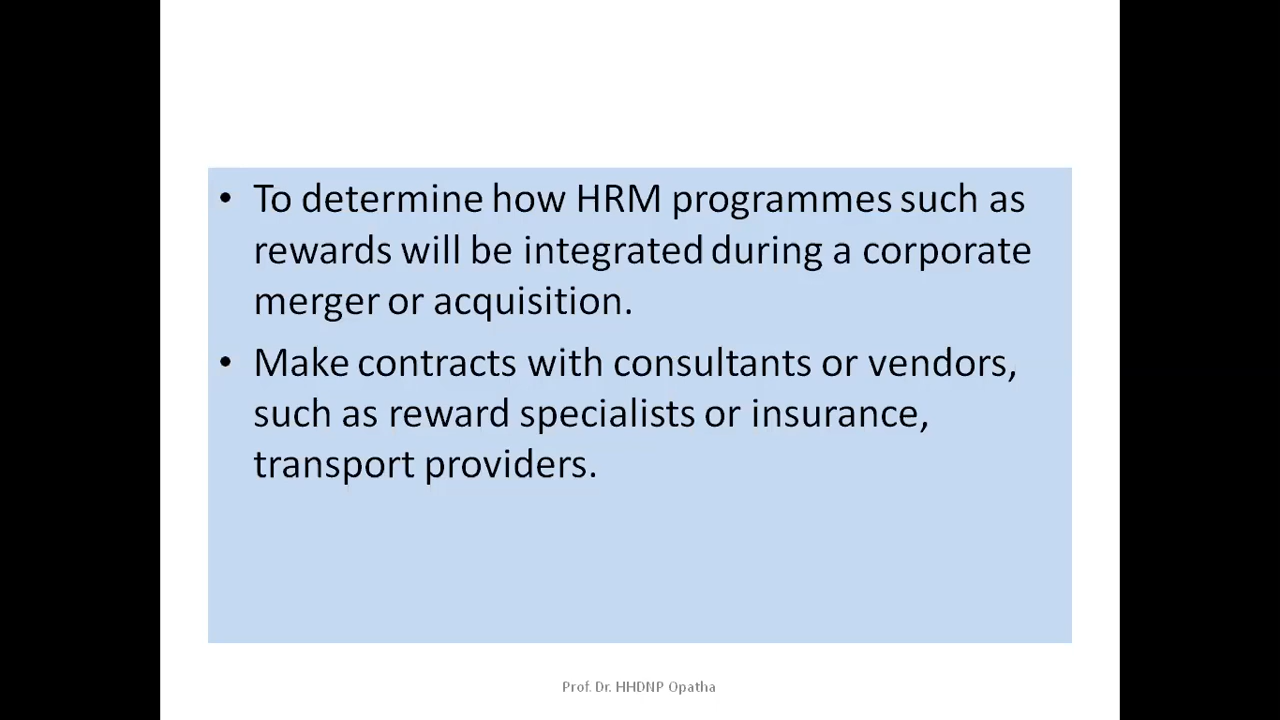 • To determine how HRM programmes such as
rewards will be integrated during a corporate
merger or acquisition.
• Make contracts with consultants or vendors,
such as reward specialists or insurance,
transport providers.
Prof. Dr. HHDNP Opatha